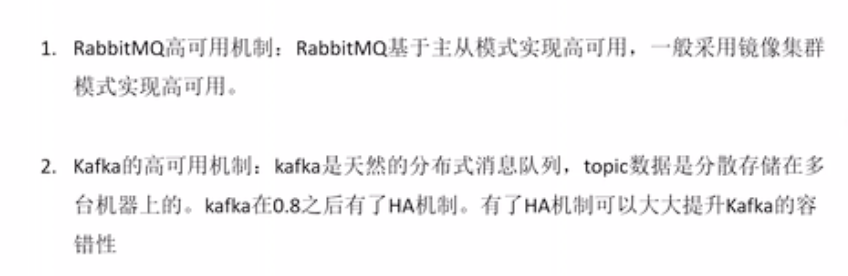 1. RabbitMQ高可用机制：RabbitMQ基于主从模式实现高可用，一般采用镜像集群
模式实现高可用。
2. Kafka的高可用机制：kafka是天然的分布式消息队列，topic数据是分散存储在多
台机器上的。kafka在0.8之后有了HA机制。有了HA机制可以大大提升Kafka的容
错性